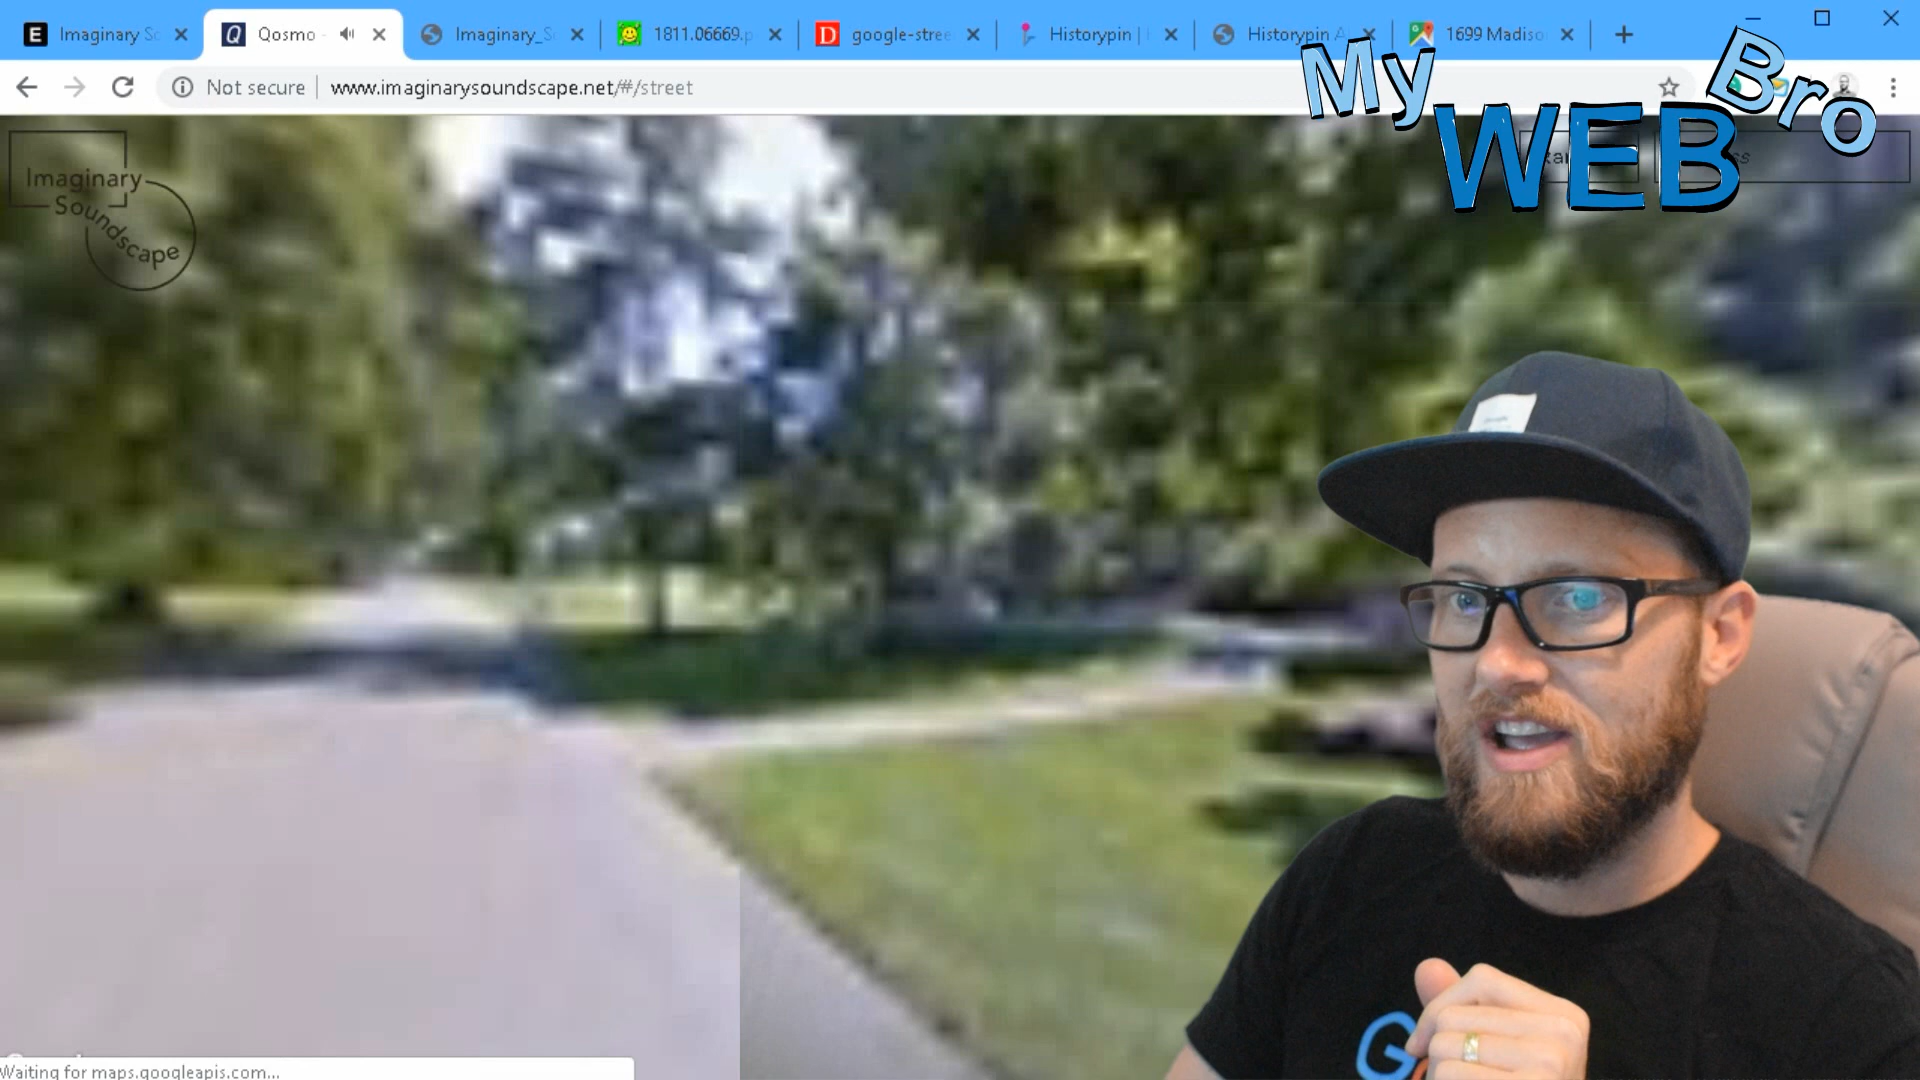 Imaginary So
Qosmo -
Imaginary_S
1811.06669.p
google-stree
Historypin |
Historypin A
1699 Madiso
Not secure
www.imaginarysoundscape.net/#/street
My
WEB
Bro
Imaginary
Soundscape
Waiting for maps.googleapis.com...